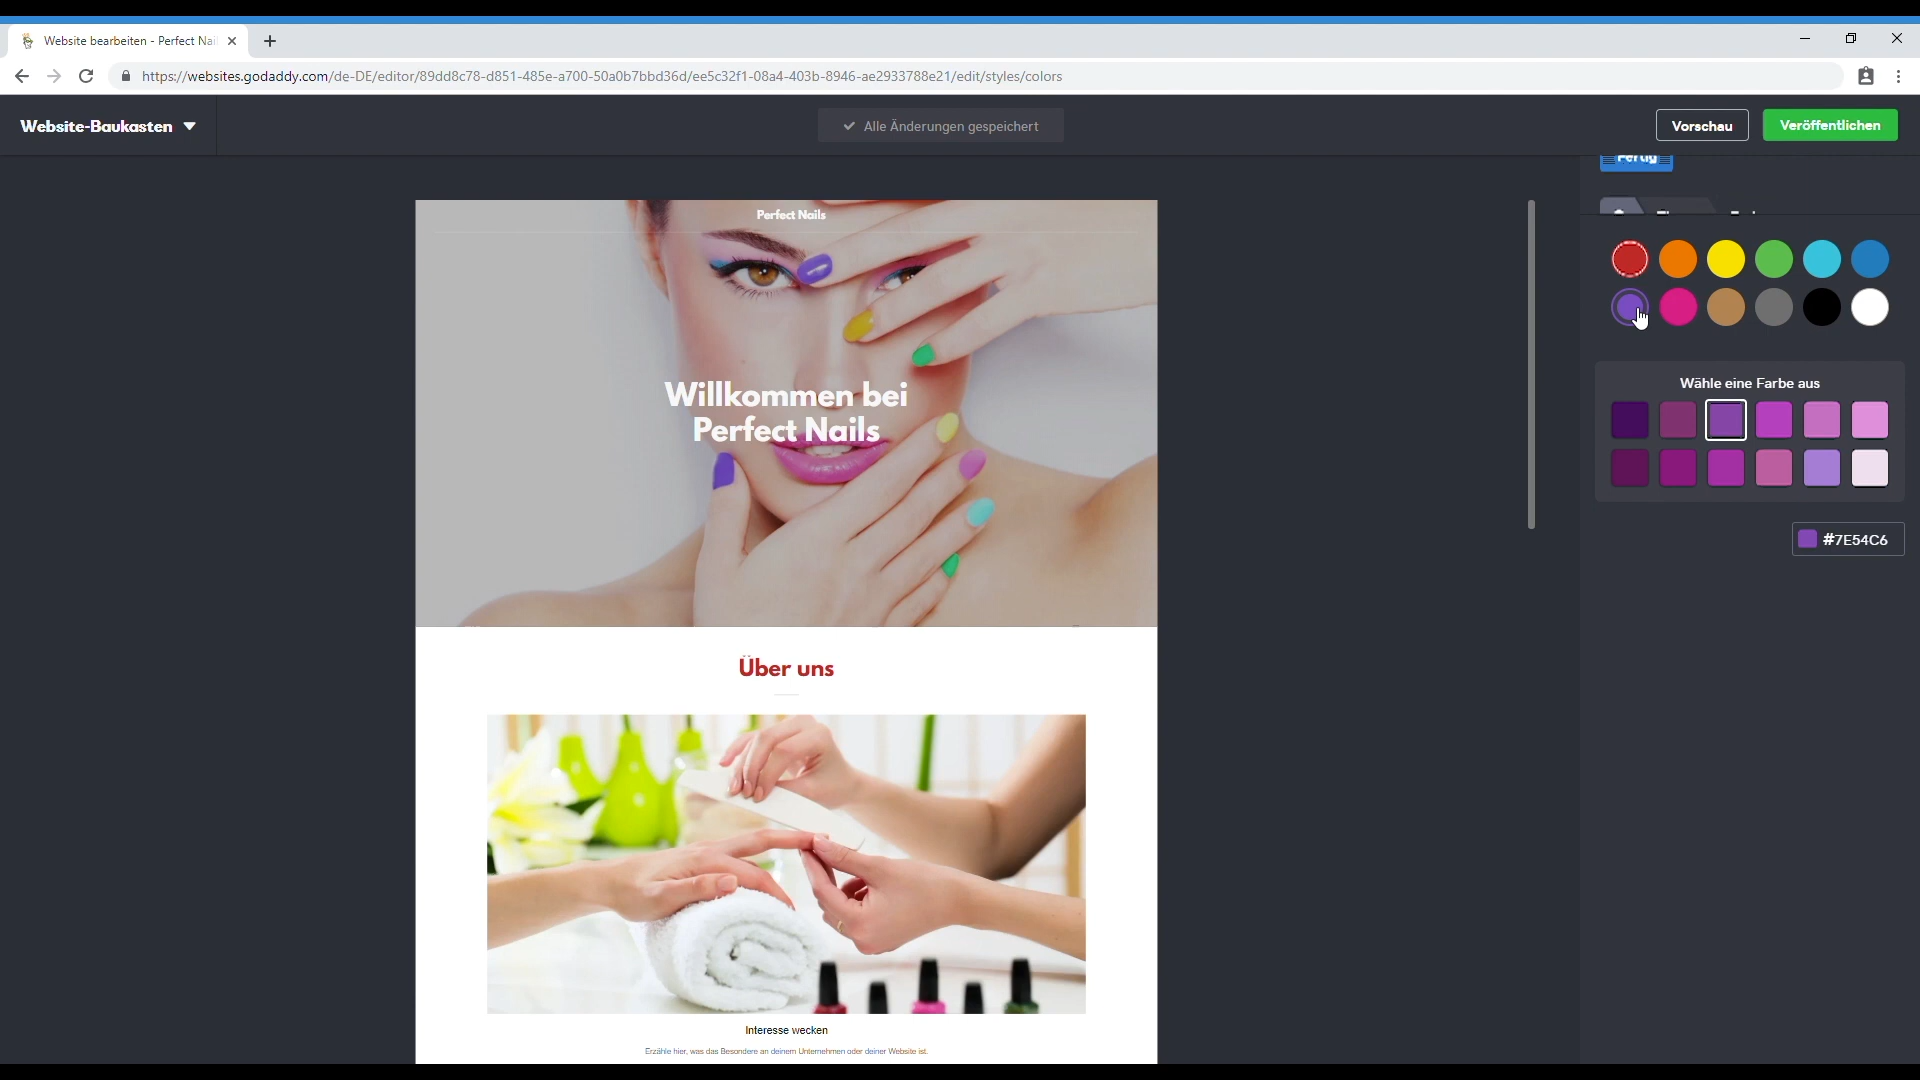 Website bearbeiten - Perfect Nai
https://websites.godaddy.com/de-DE/editor/89dd8c78-d851-485e-a700-50a0b7bbd36d/ee5c32f1-08a4-403b-8946-ae2933788e21/edit/styles/colors
Website-Baukasten
Alle Änderungen gespeichert
Vorschau
Veröffentlichen
Fertig
Perfect Nails
Willkommen bei
Perfect Nails
Wähle eine Farbe aus
#7E54C6
Über uns
Interesse wecken
Erzähle hier, was das Besondere an deinem Unternehmen oder deiner Website ist.